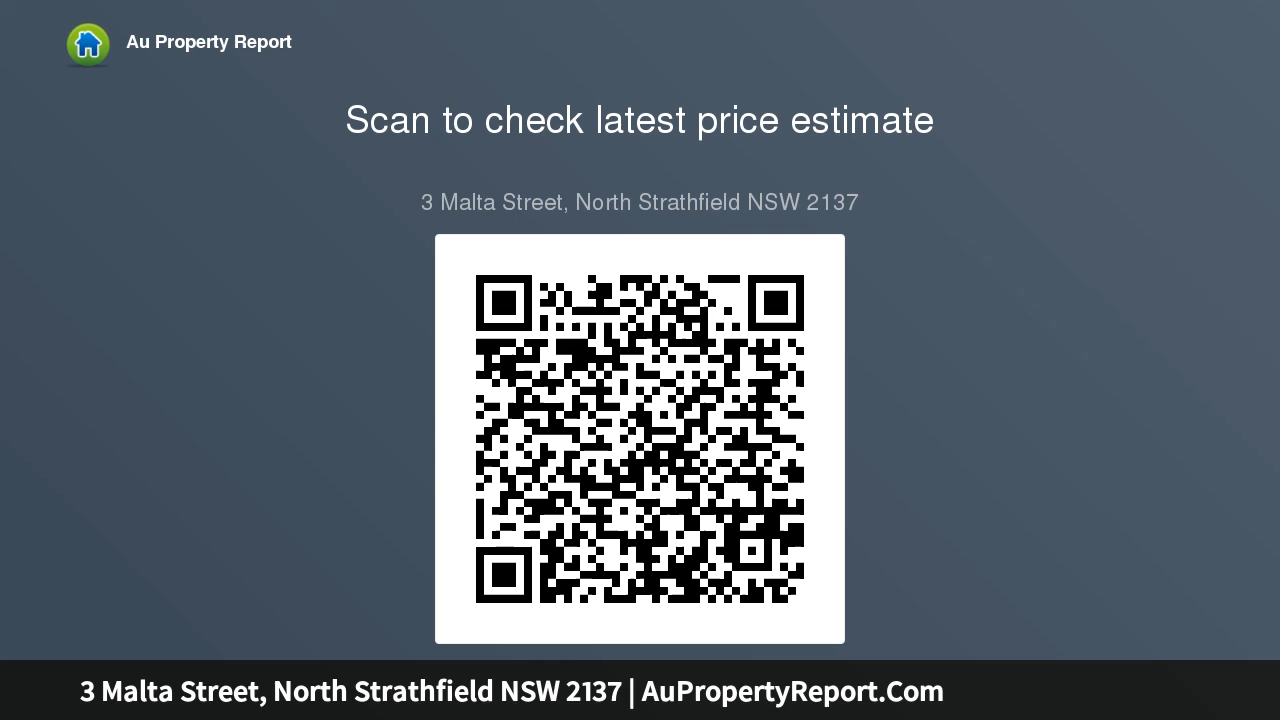 Au Property Report
Scan to check latest price estimate
3 Malta Street, North Strathfield NSW 2137
3 Malta Street, North Strathfield NSW 2137 | AuPropertyReport.Com